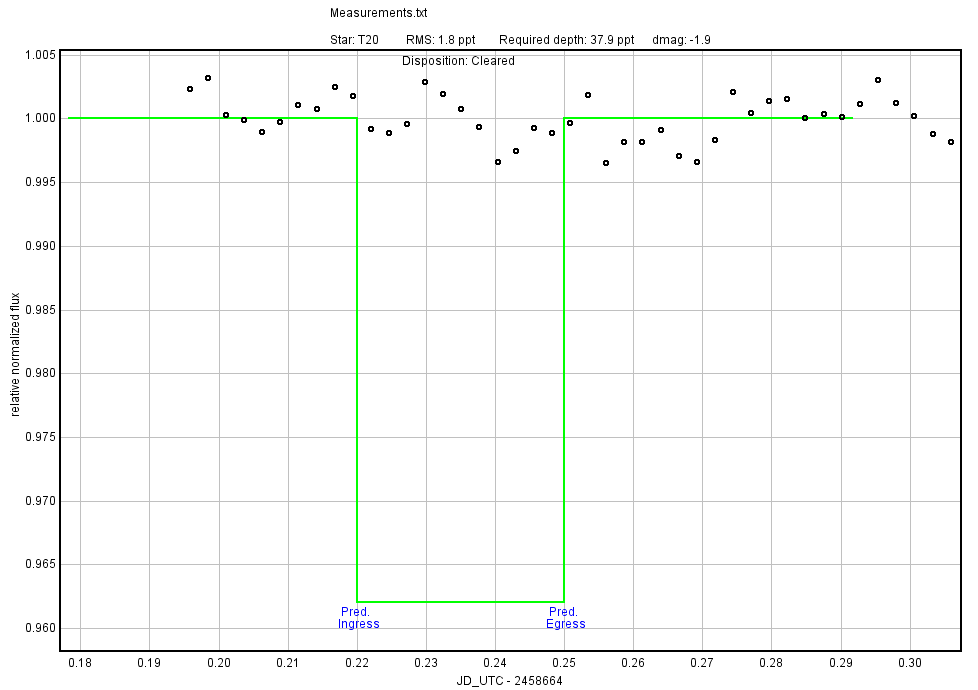 Measurements.txt
Star: T20 RMS: 1.8 ppt Required depth: 37.9 ppt dmag: -1.9
Disposition: Cleared
1.005
1.000
0.995
0.990
0.985
0.980
0.975
0.970
0.965
0.960
relative normalized flux
Pred. Ingress
Pred. Egress
0.18 0.19 0.20 0.21 0.22 0.23 0.24 0.25 0.26 0.27 0.28 0.29 0.30
JD_UTC - 2458664